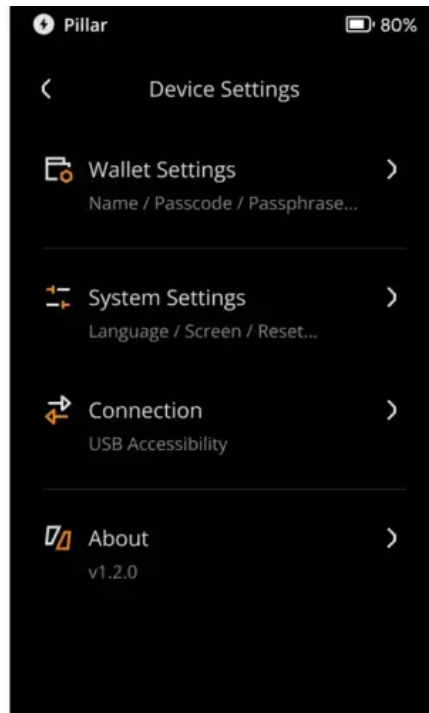 Pillar
80%
Device Settings
Wallet Settings
Name / Passcode / Passphrase...
System Settings
Language / Screen / Reset...
Connection
USB Accessibility
About
v1.2.0